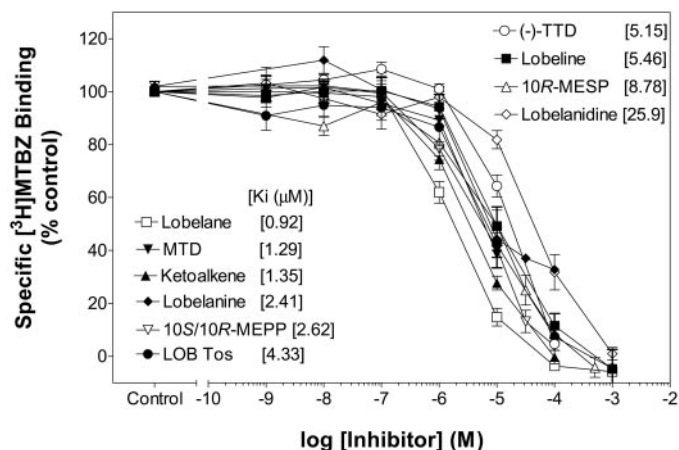 Specific [³H]MTBZ Binding
(% control)
120
100
80
60
40
20
0
(-)-TTD [5.15]
Lobeline [5.46]
10R-MESP [8.78]
Lobelanidine [25.9]
[Ki (μM)]
Lobelane [0.92]
MTD [1.29]
Ketoalkene [1.35]
Lobelanine [2.41]
10S/10R-MEPP [2.62]
LOB Tos [4.33]
Control -10 -9 -8 -7 -6 -5 -4 -3 -2
log [Inhibitor] (M)